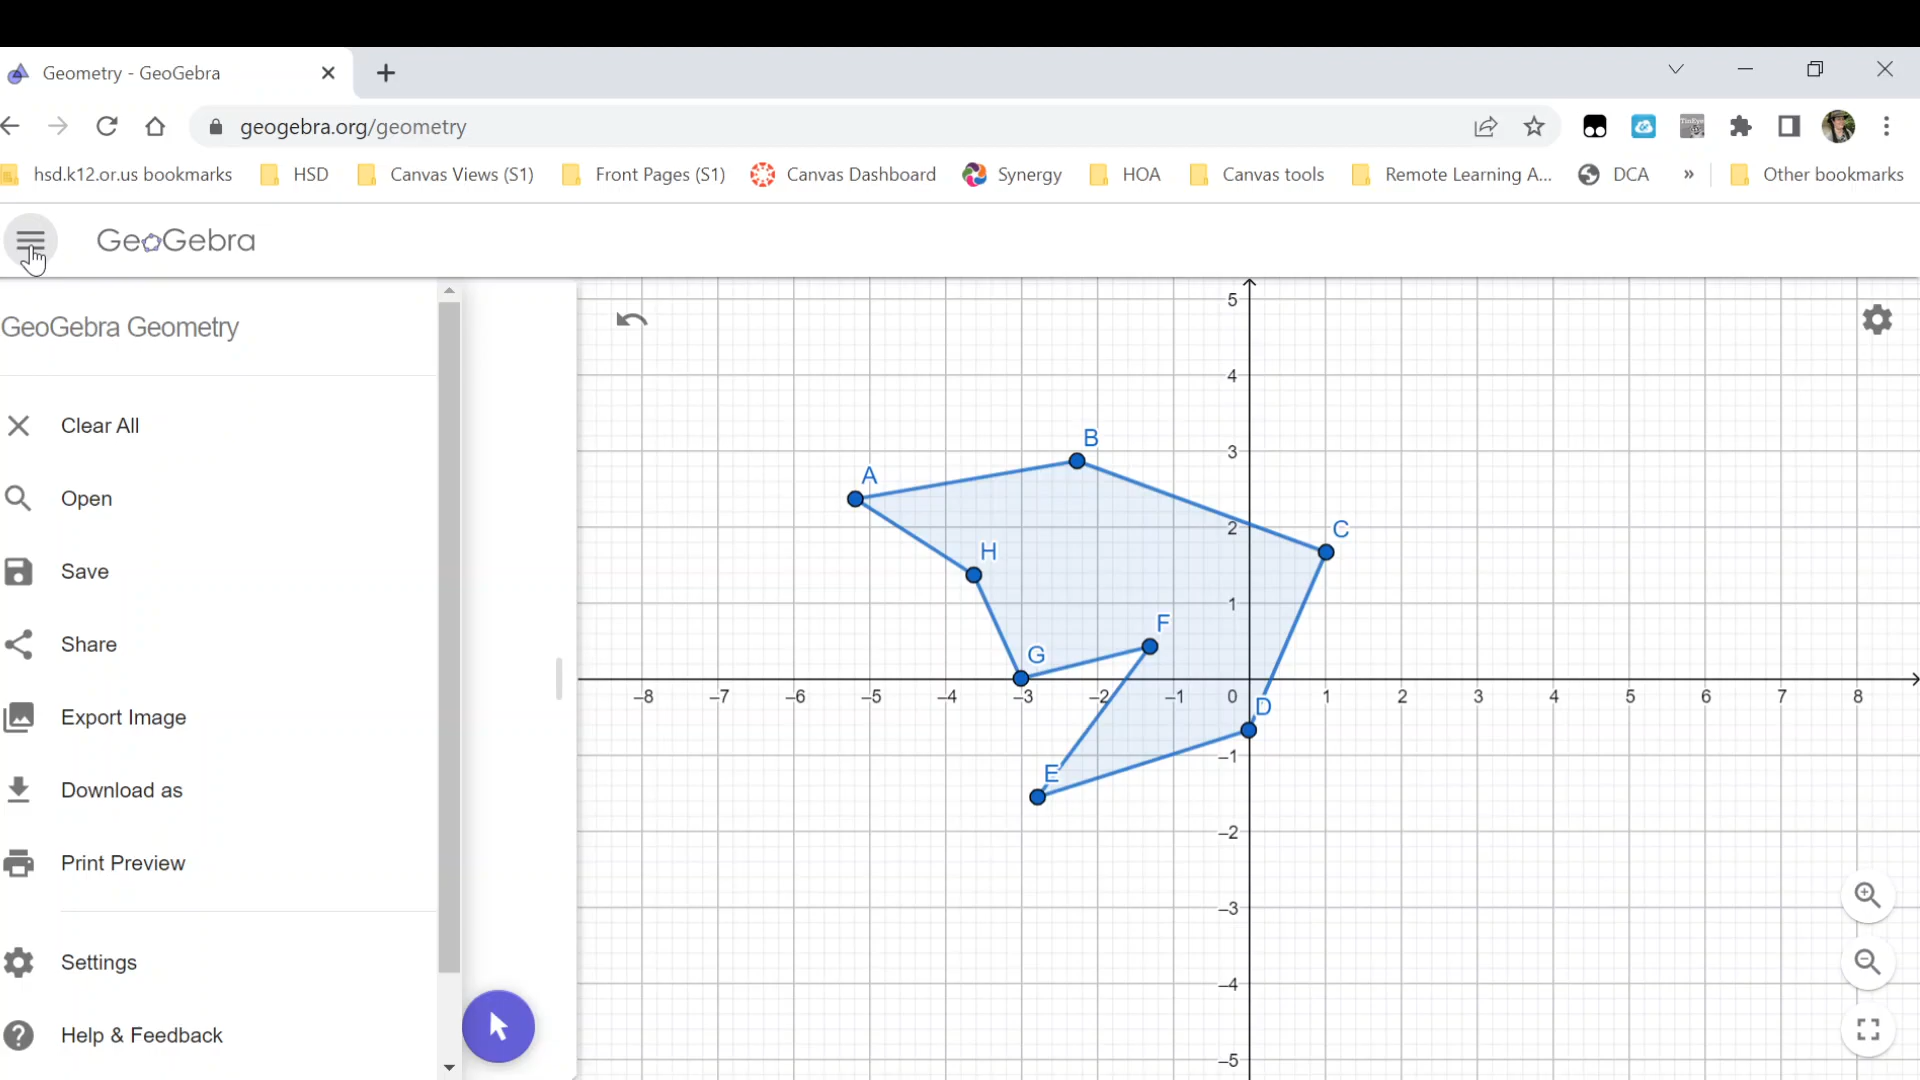 Geometry - GeoGebra
geogebra.org/geometry
TinEye
hsd.k12.or.us bookmarks HSD Canvas Views (S1) Front Pages (S1) Canvas Dashboard Synergy HOA Canvas tools Remote Learning A... DCA » Other bookmarks
GeoGebra
GeoGebra Geometry
Clear All
Open
Save
Share
Export Image
Download as
Print Preview
Settings
Help & Feedback
5
4
B
3
A
C
2
H
1
F
G
–8 –7 –6 –5 –4 –3 –2 –1 0 1 2 3 4 5 6 7 8
D
–1
E
–2
–3
–4
–5